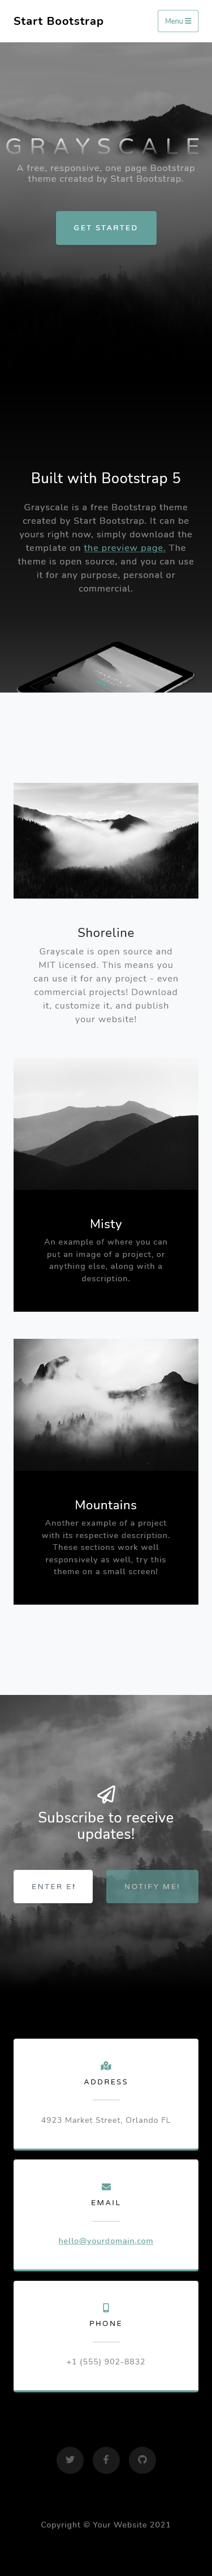 Start Bootstrap
Menu
GRAYSCALE
A free, responsive, one page Bootstrap
theme created by Start Bootstrap.
GET STARTED
Built with Bootstrap 5
Grayscale is a free Bootstrap theme
created by Start Bootstrap. It can be
yours right now, simply download the
template on the preview page. The
theme is open source, and you can use
it for any purpose, personal or
commercial.
Shoreline
Grayscale is open source and
MIT licensed. This means you
can use it for any project - even
commercial projects! Download
it, customize it, and publish
your website!
Misty
An example of where you can
put an image of a project, or
anything else, along with a
description.
Mountains
Another example of a project
with its respective description.
These sections work well
responsively as well, try this
theme on a small screen!
Subscribe to receive
updates!
ENTER EM
NOTIFY ME!
ADDRESS
4923 Market Street, Orlando FL
EMAIL
hello@yourdomain.com
PHONE
+1 (555) 902-8832
Copyright © Your Website 2021